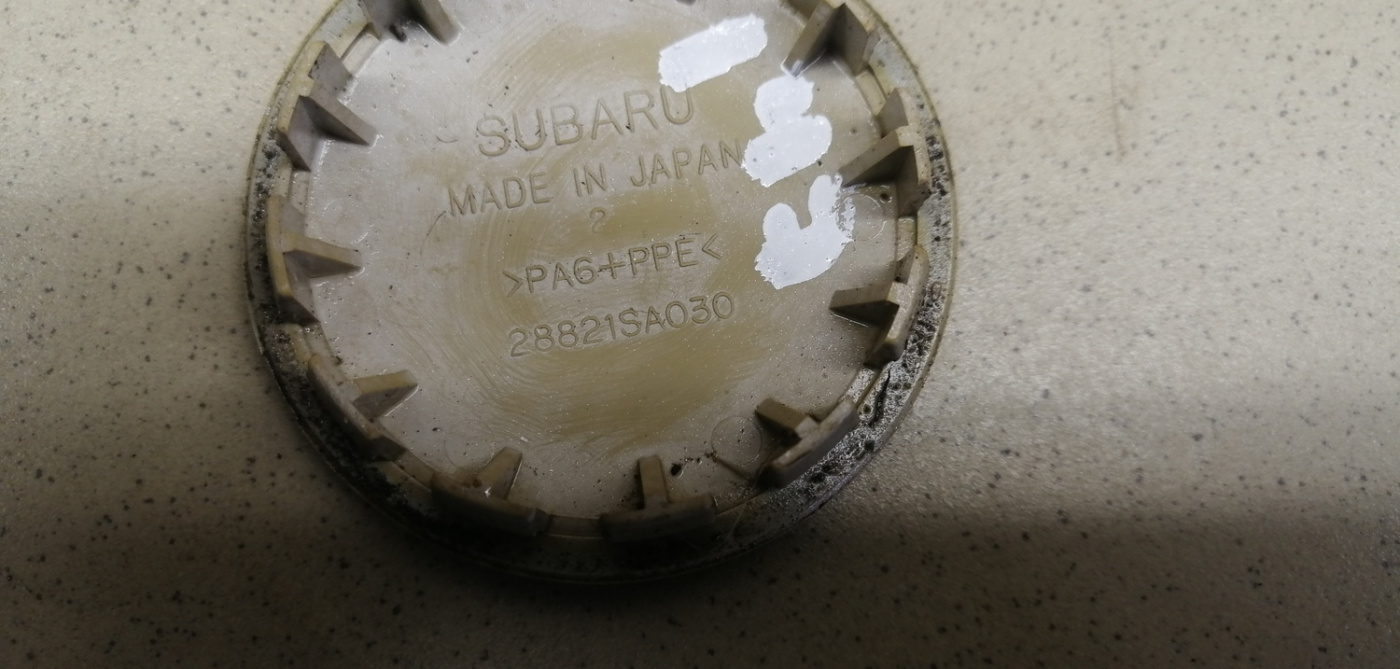 SUBARU
MADE IN JAPAN
2
>PA6+PPE<
28821SA030